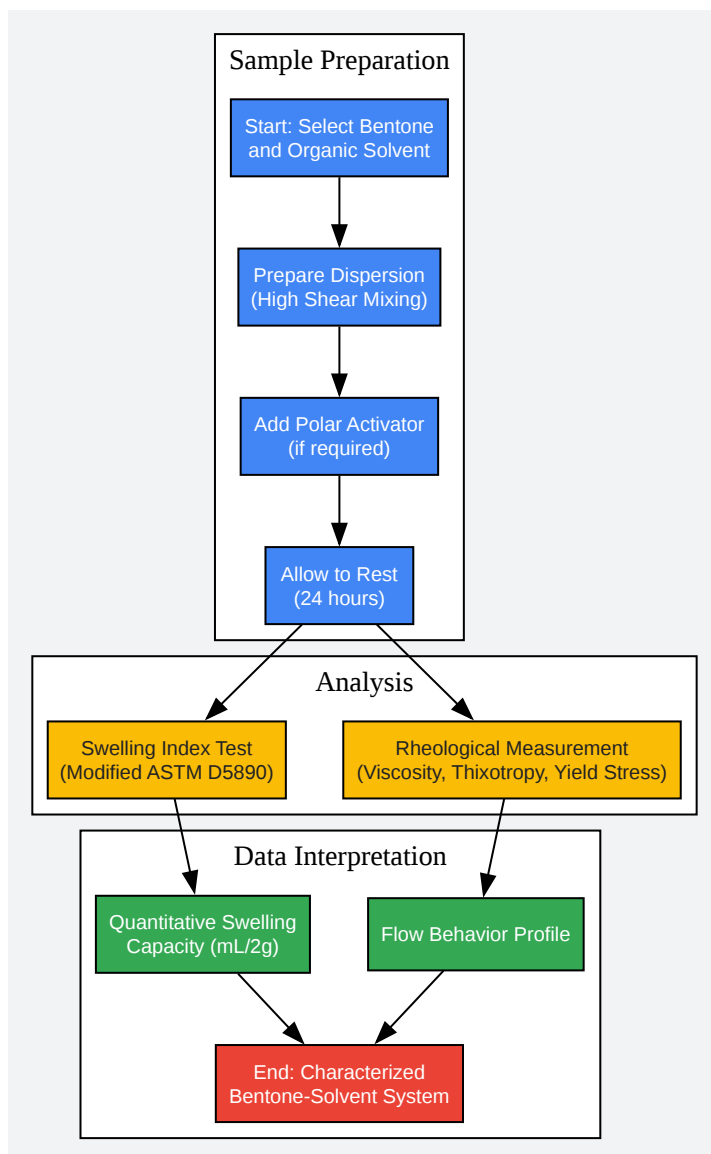 Sample Preparation
Start: Select Bentone
and Organic Solvent
Prepare Dispersion
(High Shear Mixing)
Add Polar Activator
(if required)
Allow to Rest
(24 hours)
Analysis
Swelling Index Test
(Modified ASTM D5890)
Rheological Measurement
(Viscosity, Thixotropy, Yield Stress)
Data Interpretation
Quantitative Swelling
Capacity (mL/2g)
Flow Behavior Profile
End: Characterized
Bentone-Solvent System